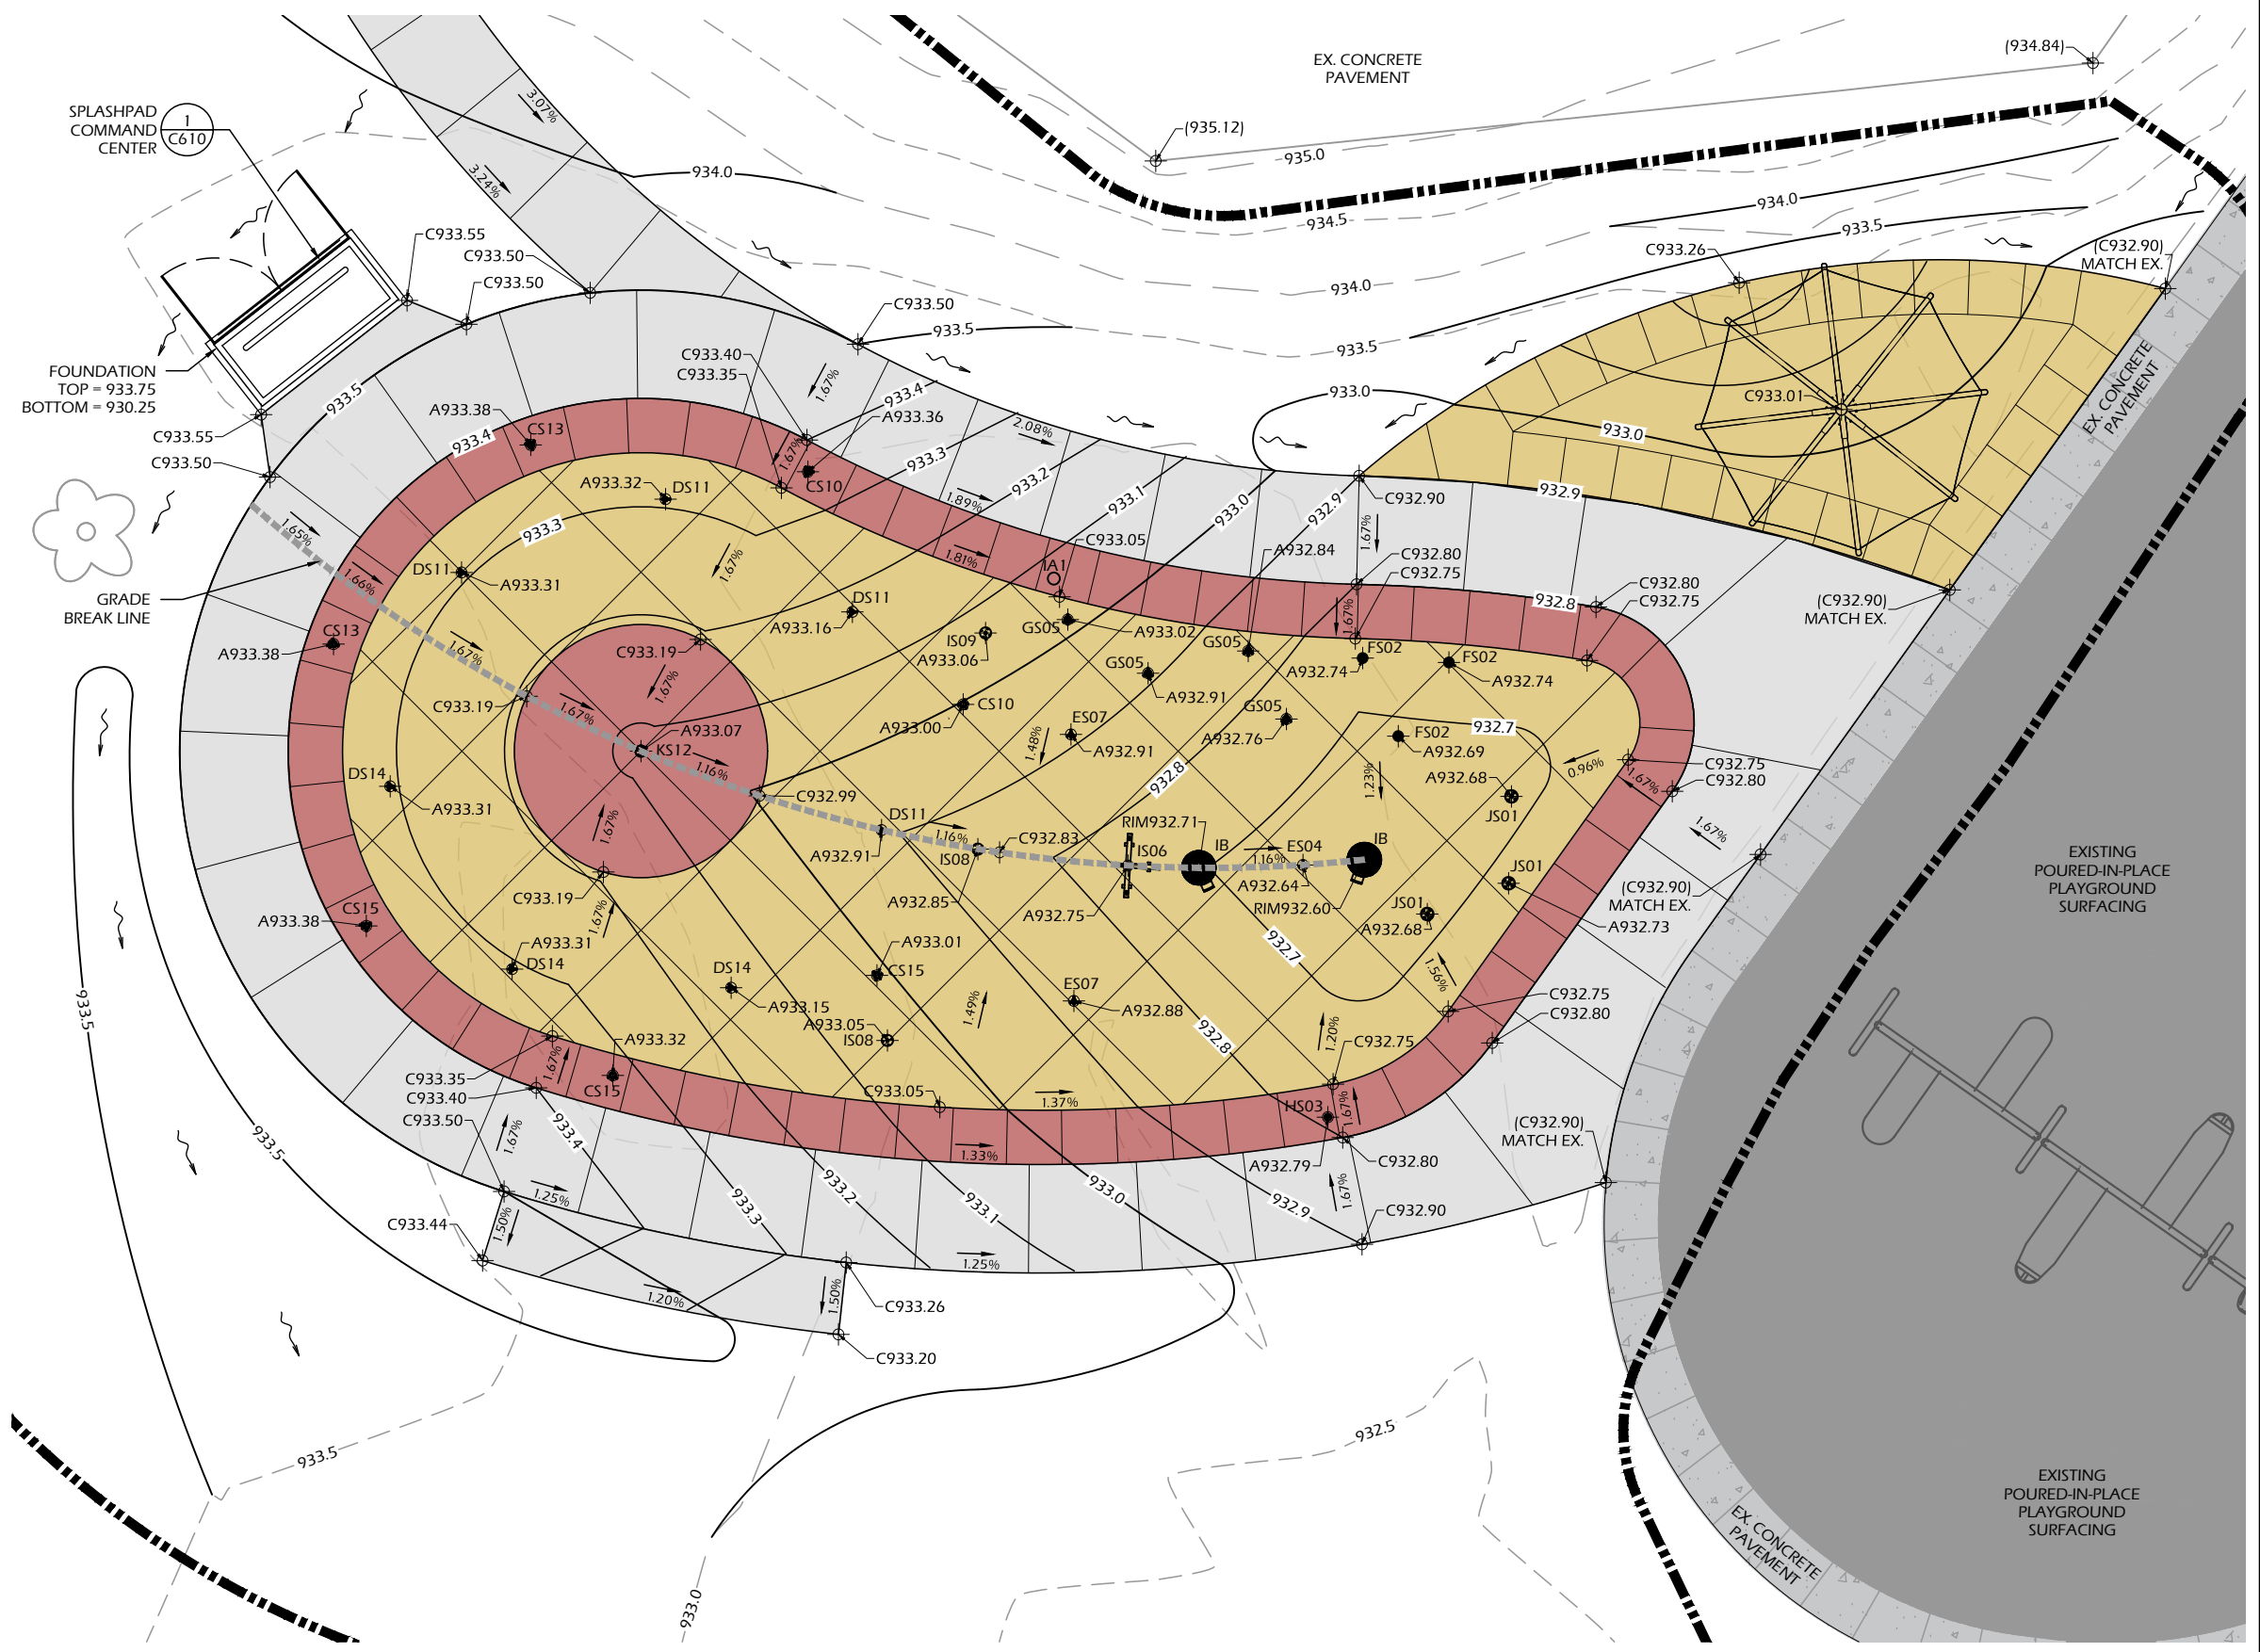 EX. CONCRETE
PAVEMENT
(934.84)
SPLASHPAD
COMMAND
CENTER
1
C610
3.07%
3.24%
(935.12)
935.0
934.0
934.5
934.0
933.5
C933.55
C933.50
C933.50
C933.26
(C932.90)
MATCH EX.
934.0
C933.50
933.5
933.5
FOUNDATION
TOP = 933.75
BOTTOM = 930.25
C933.40
C933.35
1.67%
933.4
A933.36
933.5
933.0
C933.01
EX. CONCRETE
PAVEMENT
A933.38
CS13
933.4
C933.55
C933.50
2.08%
933.0
1.67%
CS10
933.3
933.2
933.1
933.0
932.9
C932.90
932.9
A933.32
DS11
1.89%
1.65%
933.3
1.67%
1.81%
C933.05
A932.84
1.67%
C932.80
C932.75
IA1
DS11
A933.31
1.66%
GRADE
BREAK LINE
C932.80
C932.75
932.8
(C932.90)
MATCH EX.
CS13
A933.38
DS11
A933.16
IS09
A933.06
GS05
A933.02
GS05
1.67%
FS02
A932.74
FS02
A932.74
1.67%
C933.19
1.67%
GS05
A932.91
C933.19
1.67%
A933.07
KS12
1.16%
A933.00
CS10
ES07
A932.91
1.48%
GS05
A932.76
932.7
FS02
A932.69
932.8
1.23%
A932.68
JS01
0.96%
C932.75
C932.80
1.67%
1.67%
DS14
A933.31
C932.99
DS11
A932.91
1.16%
IS08
C932.83
RIM932.71
IB
IS06
1.16%
ES04
IB
A932.64
RIM932.60
1.67%
A932.85
A932.75
JS01
A932.68
JS01
A932.73
(C932.90)
MATCH EX.
EXISTING
POURED-IN-PLACE
PLAYGROUND
SURFACING
C933.19
1.67%
CS15
A933.38
A933.31
DS14
A933.01
CS15
932.7
1.56%
DS14
A933.15
A933.05
IS08
1.49%
ES07
A932.88
932.8
C932.75
C932.80
933.5
A933.32
1.67%
C933.35
C933.40
C933.50
CS15
C933.05
1.37%
1.20%
C932.75
HS03
1.67%
933.5
1.67%
933.4
1.33%
A932.79
C932.80
(C932.90)
MATCH EX.
1.25%
933.3
933.2
933.1
933.0
932.9
1.67%
C932.90
C933.44
1.50%
1.25%
1.20%
1.50%
C933.26
C933.20
933.5
932.5
933.0
EXISTING
POURED-IN-PLACE
PLAYGROUND
SURFACING
EX. CONCRETE
PAVEMENT